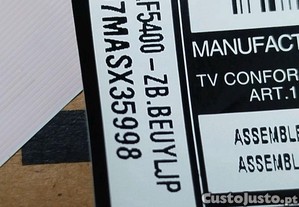 F5400-ZB.BEUYLJP
7MASX35998
MANUFACT
TV CONFOR
ART.1
ASSEMBLE
ASSEMBL
CustoJusto.pt